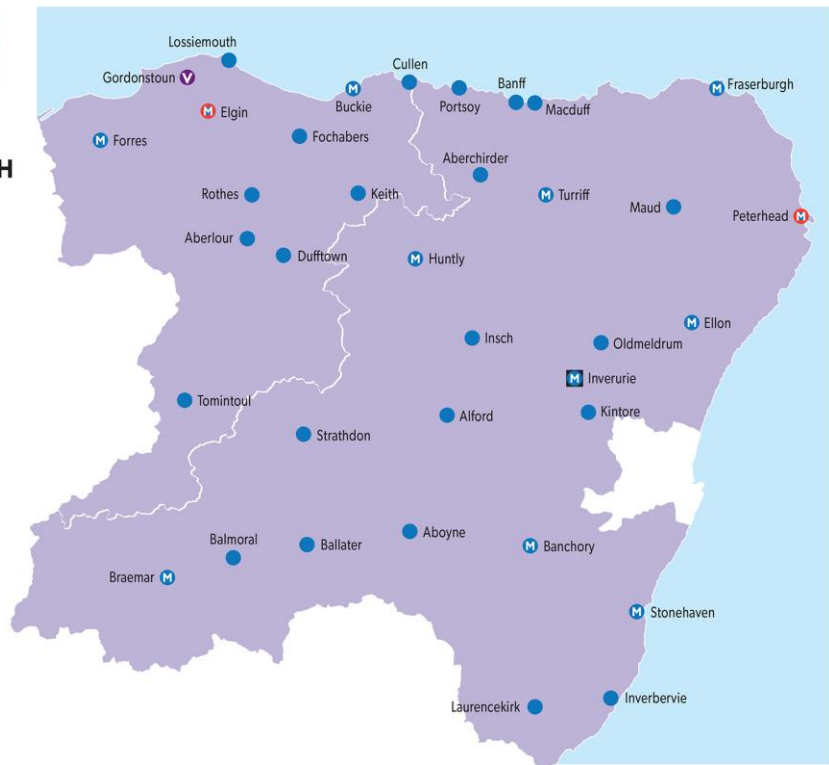 Lossiemouth
Cullen
Gordonstoun V
Banff
M Fraserburgh
M
Buckie
Portsoy
Macduff
M Elgin
Fochabers
M Forres
H
Aberchirder
Rothes
Keith
M Turriff
Maud
Peterhead M
Aberlour
Dufftown
M Huntly
M Ellon
Insch
Oldmeldrum
M Inverurie
Tomintoul
Alford
Kintore
Strathdon
Balmoral
Ballater
Aboyne
M Banchory
Braemar M
M Stonehaven
Laurencekirk
Inverbervie